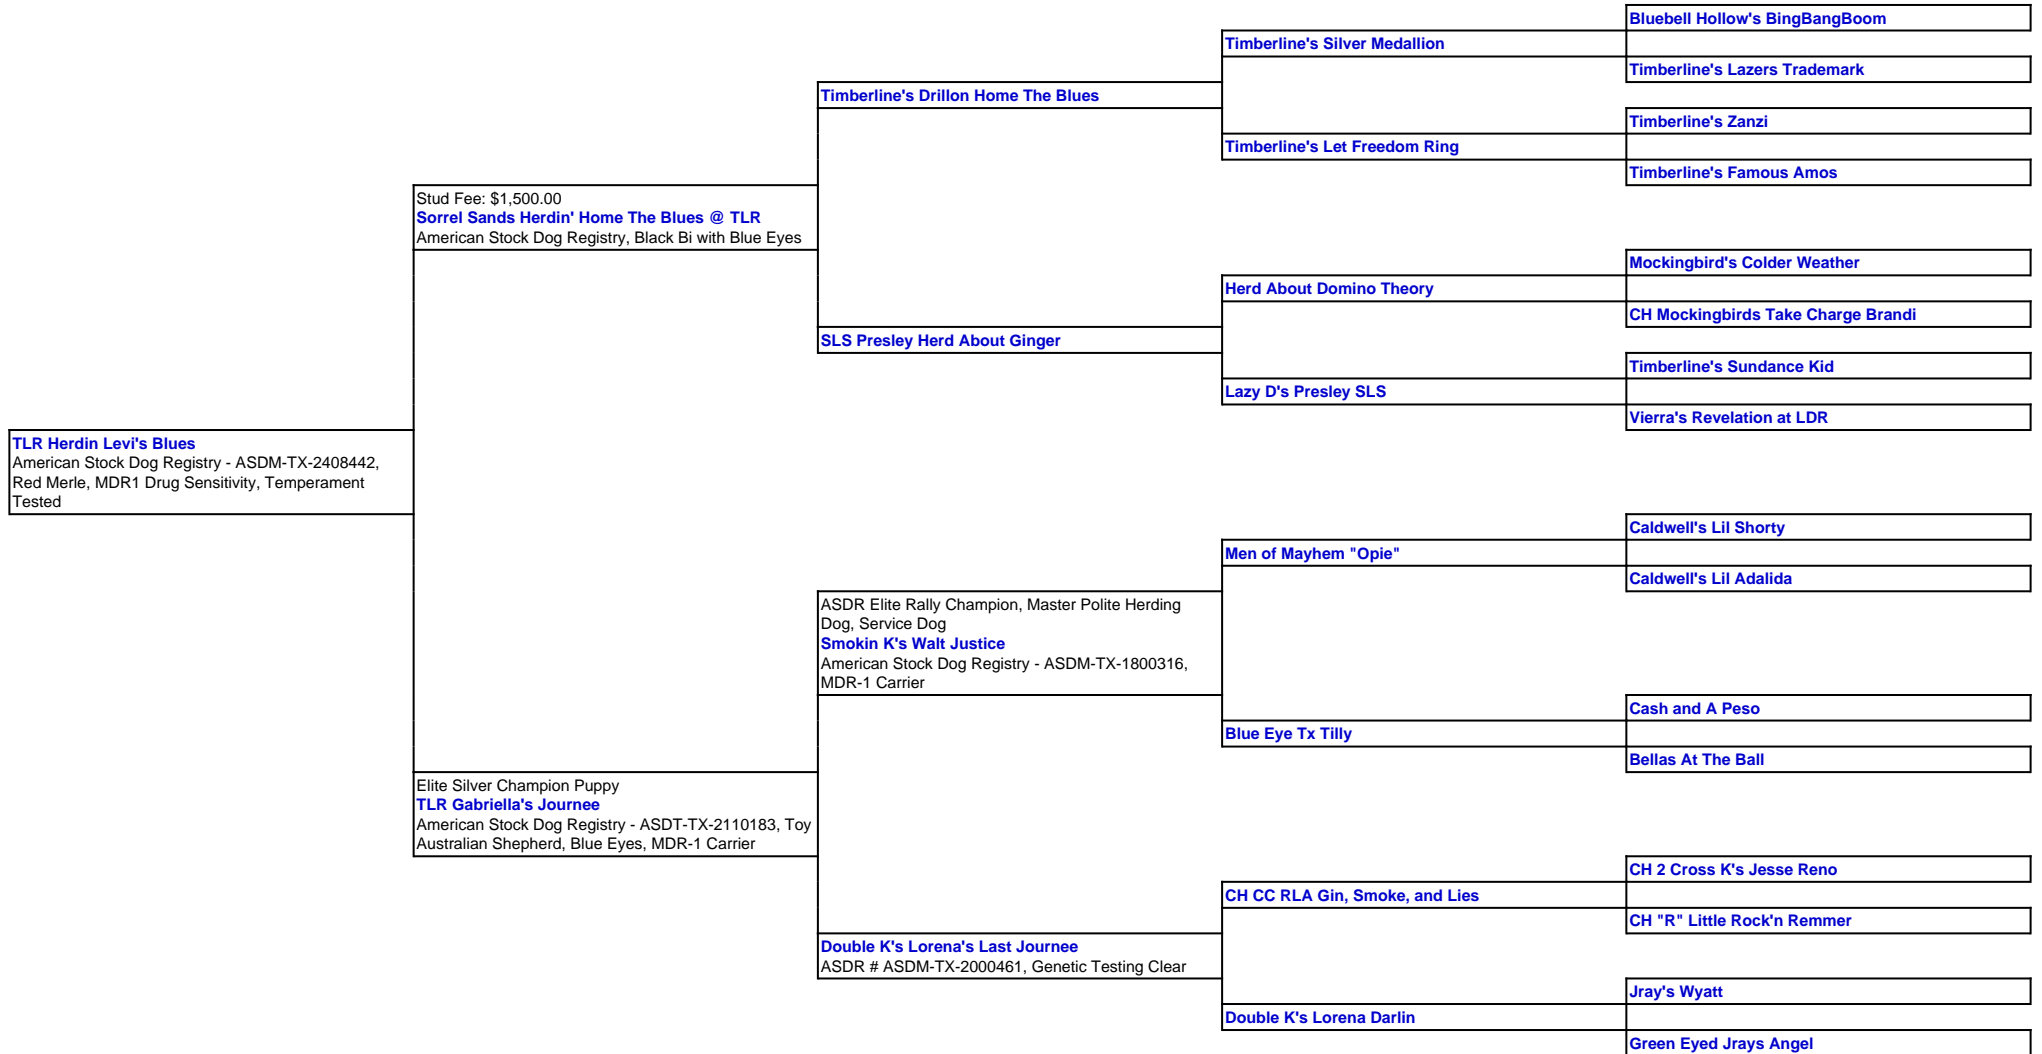 Bluebell Hollow's BingBangBoom
Timberline's Silver Medallion
Timberline's Lazers Trademark
Timberline's Drillon Home The Blues
Timberline's Zanzi
Timberline's Let Freedom Ring
Timberline's Famous Amos
Stud Fee: $1,500.00
Sorrel Sands Herdin' Home The Blues @ TLR
American Stock Dog Registry, Black Bi with Blue Eyes
Mockingbird's Colder Weather
Herd About Domino Theory
CH Mockingbirds Take Charge Brandi
SLS Presley Herd About Ginger
Timberline's Sundance Kid
Lazy D's Presley SLS
Vierra's Revelation at LDR
TLR Herdin Levi's Blues
American Stock Dog Registry - ASDM-TX-2408442,
Red Merle, MDR1 Drug Sensitivity, Temperament
Tested
Caldwell's Lil Shorty
Men of Mayhem "Opie"
Caldwell's Lil Adalida
ASDR Elite Rally Champion, Master Polite Herding
Dog, Service Dog
Smokin K's Walt Justice
American Stock Dog Registry - ASDM-TX-1800316,
MDR-1 Carrier
Cash and A Peso
Blue Eye Tx Tilly
Bellas At The Ball
Elite Silver Champion Puppy
TLR Gabriella's Journee
American Stock Dog Registry - ASDT-TX-2110183, Toy
Australian Shepherd, Blue Eyes, MDR-1 Carrier
CH 2 Cross K's Jesse Reno
CH CC RLA Gin, Smoke, and Lies
CH "R" Little Rock'n Remmer
Double K's Lorena's Last Journee
ASDR # ASDM-TX-2000461, Genetic Testing Clear
Jray's Wyatt
Double K's Lorena Darlin
Green Eyed Jrays Angel